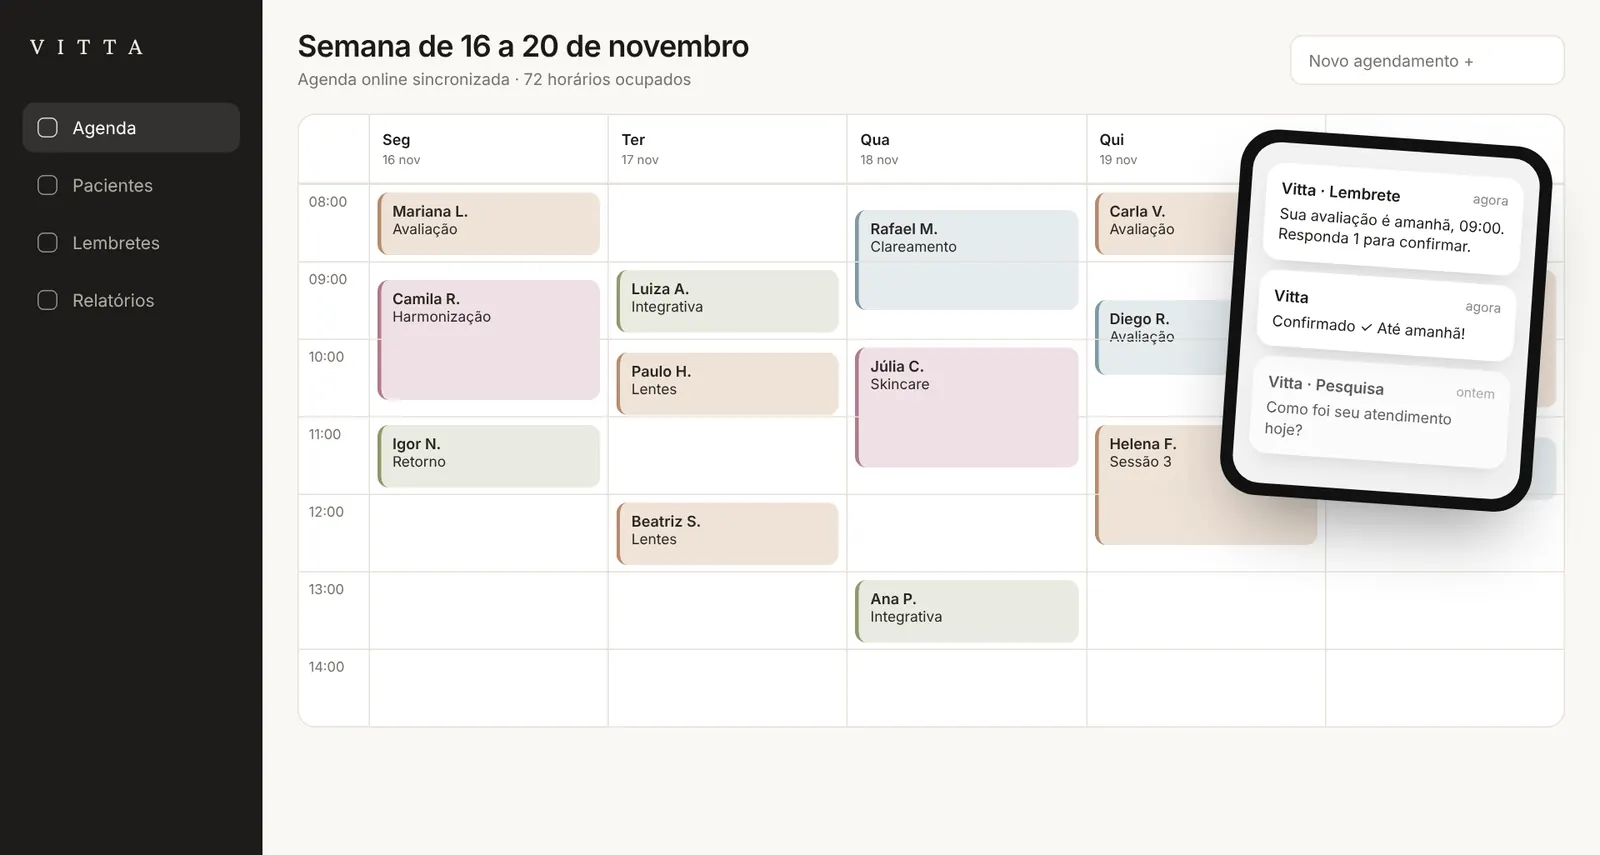 VITTA
Agenda
Pacientes
Lembretes
Relatórios
Semana de 16 a 20 de novembro
Agenda online sincronizada · 72 horários ocupados
Novo agendamento +
Seg
16 nov
Ter
17 nov
Qua
18 nov
Qui
19 nov
08:00
09:00
10:00
11:00
12:00
13:00
14:00
Mariana L.
Avaliação
Camila R.
Harmonização
Igor N.
Retorno
Luiza A.
Integrativa
Paulo H.
Lentes
Beatriz S.
Lentes
Rafael M.
Clareamento
Júlia C.
Skincare
Ana P.
Integrativa
Carla V.
Avaliação
Diego R.
Avaliação
Helena F.
Sessão 3
Vitta · Lembrete agora
Sua avaliação é amanhã, 09:00.
Responda 1 para confirmar.
Vitta agora
Confirmado ✓ Até amanhã!
Vitta · Pesquisa ontem
Como foi seu atendimento
hoje?